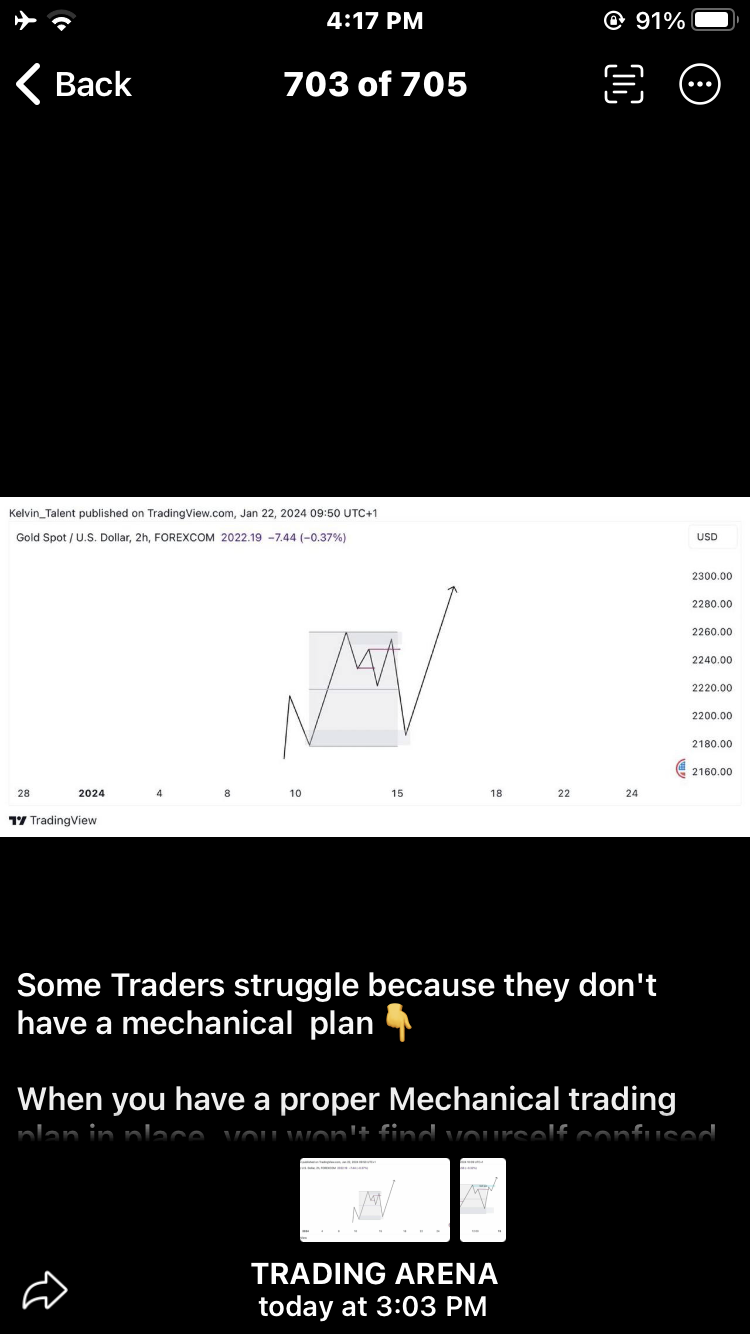 4:17 PM
91%
Back
703 of 705
Kelvin_Talent published on TradingView.com, Jan 22, 2024 09:50 UTC+1
Gold Spot / U.S. Dollar, 2h, FOREXCOM 2022.19 −7.44 (−0.37%)
USD
2300.00
2280.00
2260.00
2240.00
2220.00
2200.00
2180.00
2160.00
28 2024 4 8 10 15 18 22 24
TradingView
Some Traders struggle because they don't
have a mechanical  plan 👇
When you have a proper Mechanical trading
plan in place, you won't find yourself confused
TRADING ARENA
today at 3:03 PM